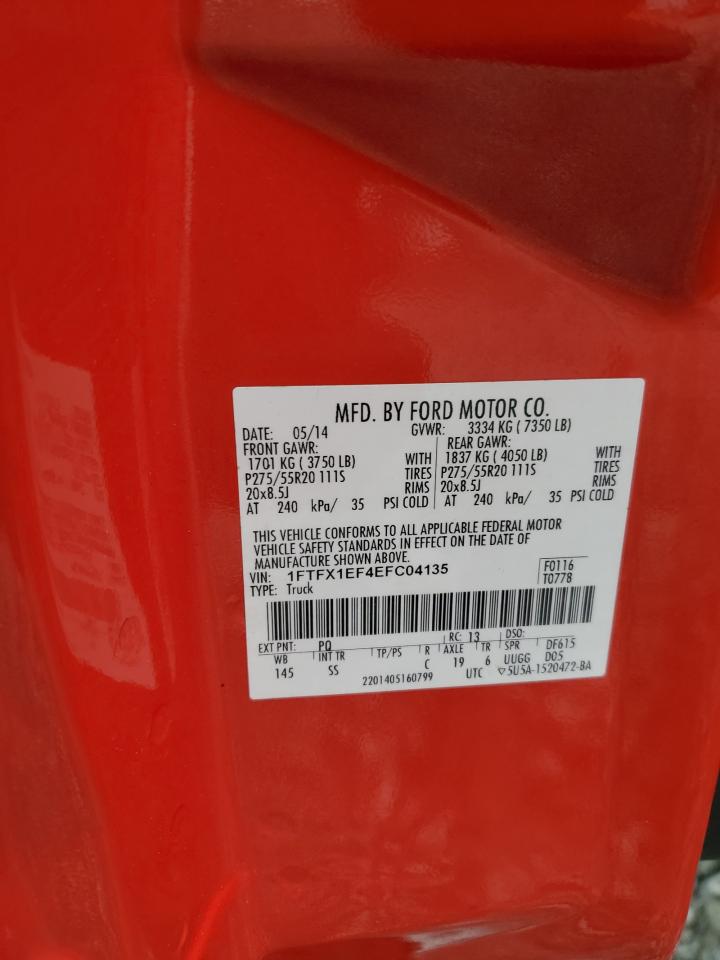 MFD. BY FORD MOTOR CO.
DATE: 05/14 GVWR: 3334 KG ( 7350 LB)
FRONT GAWR: REAR GAWR:
1701 KG ( 3750 LB) WITH 1837 KG ( 4050 LB) WITH
P275/55R20 111S TIRES P275/55R20 111S TIRES
20x8.5J RIMS 20x8.5J RIMS
AT 240 kPa/ 35 PSI COLD AT 240 kPa/ 35 PSI COLD
THIS VEHICLE CONFORMS TO ALL APPLICABLE FEDERAL MOTOR
VEHICLE SAFETY STANDARDS IN EFFECT ON THE DATE OF
MANUFACTURE SHOWN ABOVE.
VIN: 1FTFX1EF4EFC04135 F0116
TYPE: Truck T0778
EXT PNT: PQ RC: 13 DSO:
WB INT TR TP/PS R AXLE TR SPR DF615
145 SS C 19 6 UUGG D05
2201405160799 UTC ▽5U5A-1520472-BA